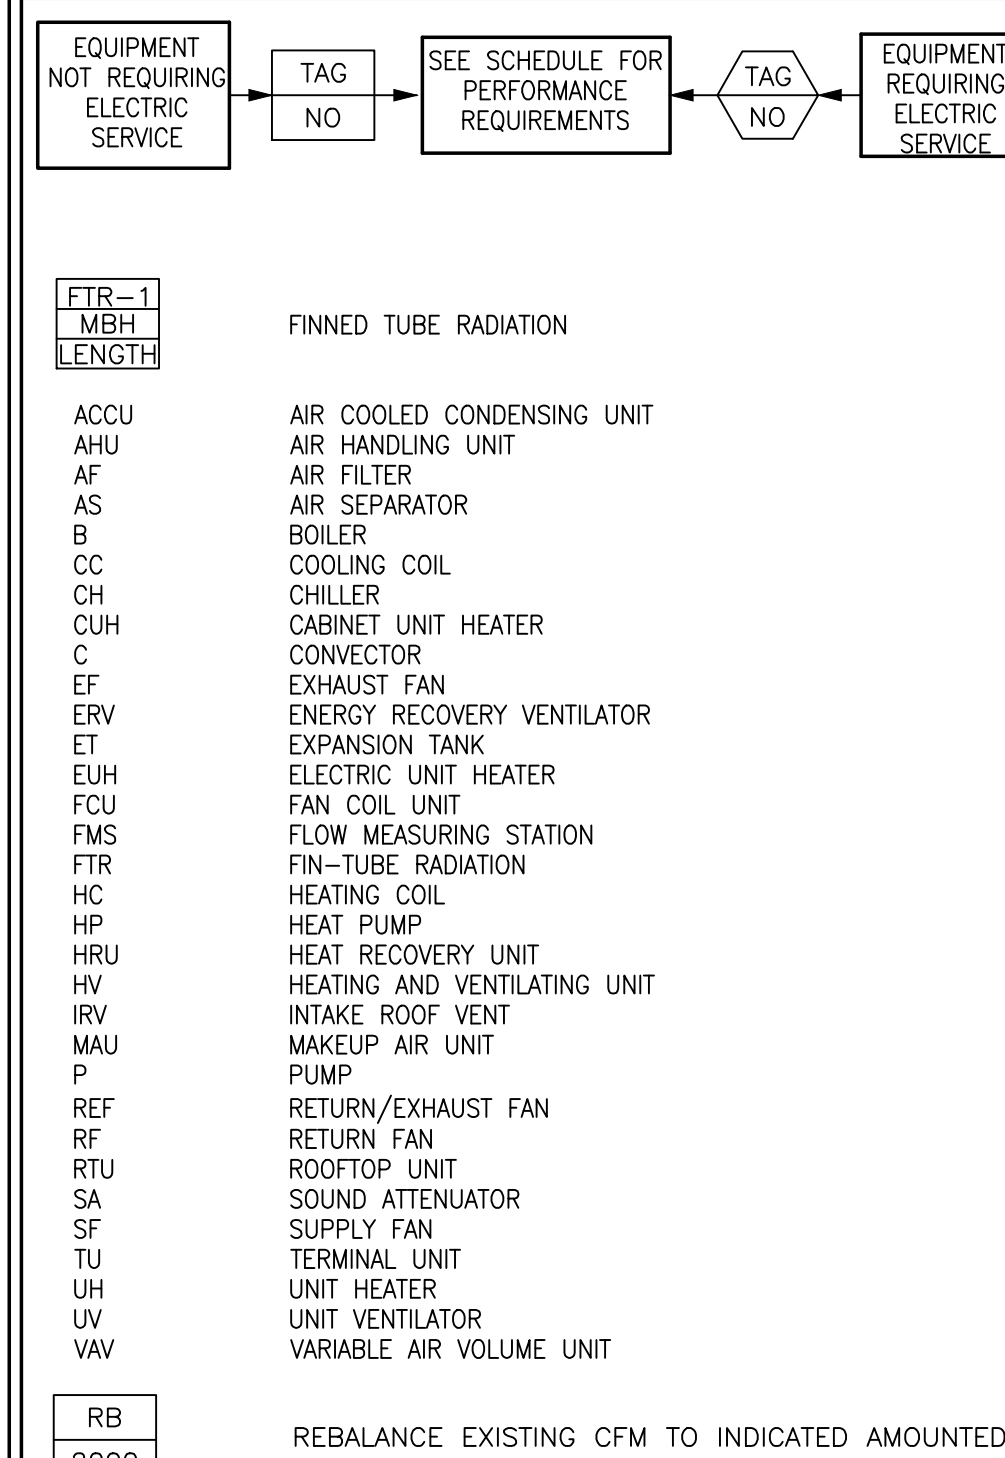 EQUIPMENT
NOT REQUIRING
ELECTRIC
SERVICE
TAG
NO
SEE SCHEDULE FOR
PERFORMANCE
REQUIREMENTS
TAG
NO
EQUIPMENT
REQUIRING
ELECTRIC
SERVICE
FTR-1
MBH
LENGTH
FINNED TUBE RADIATION
ACCU AIR COOLED CONDENSING UNIT
AHU AIR HANDLING UNIT
AF AIR FILTER
AS AIR SEPARATOR
B BOILER
CC COOLING COIL
CH CHILLER
CUH CABINET UNIT HEATER
C CONVECTOR
EF EXHAUST FAN
ERV ENERGY RECOVERY VENTILATOR
ET EXPANSION TANK
EUH ELECTRIC UNIT HEATER
FCU FAN COIL UNIT
FMS FLOW MEASURING STATION
FTR FIN-TUBE RADIATION
HC HEATING COIL
HP HEAT PUMP
HRU HEAT RECOVERY UNIT
HV HEATING AND VENTILATING UNIT
IRV INTAKE ROOF VENT
MAU MAKEUP AIR UNIT
P PUMP
REF RETURN/EXHAUST FAN
RF RETURN FAN
RTU ROOFTOP UNIT
SA SOUND ATTENUATOR
SF SUPPLY FAN
TU TERMINAL UNIT
UH UNIT HEATER
UV UNIT VENTILATOR
VAV VARIABLE AIR VOLUME UNIT
RB
REBALANCE EXISTING CFM TO INDICATED AMOUNTED